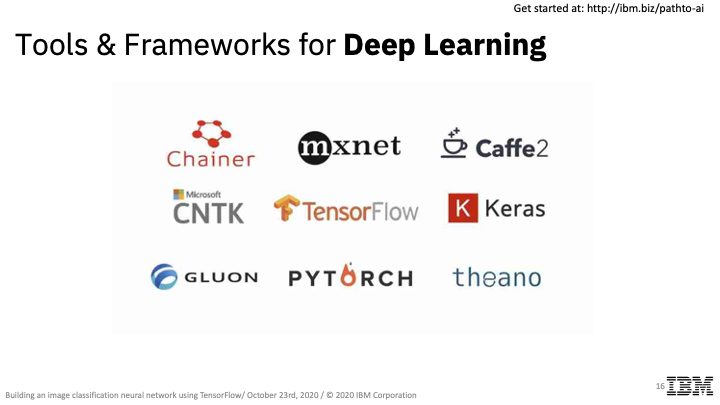 Get started at: http://ibm.biz/pathto-ai
Tools & Frameworks for Deep Learning
Chainer
mxnet
Caffe2
Microsoft
CNTK
TensorFlow
K Keras
GLUON
PYTORCH
theano
16
IBM
Building an image classification neural network using TensorFlow/ October 23rd, 2020 / © 2020 IBM Corporation